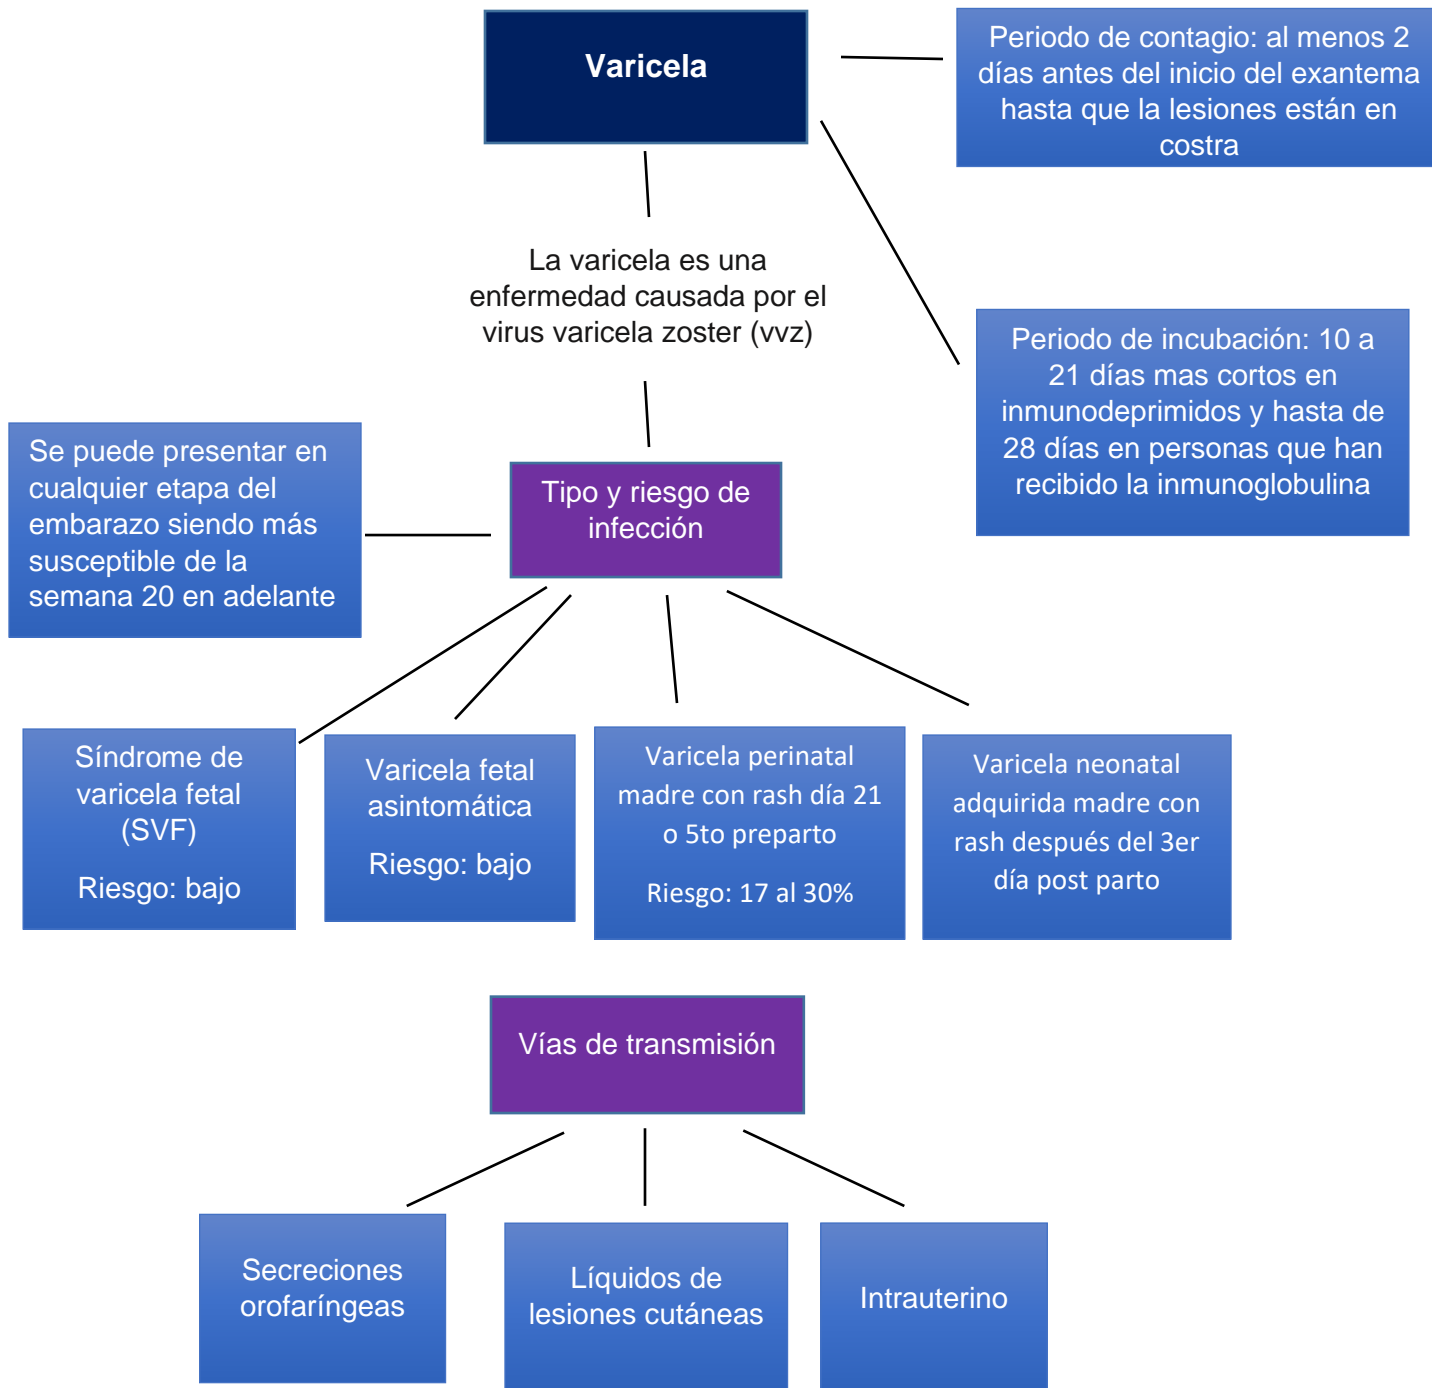 Varicela
Periodo de contagio: al menos 2
días antes del inicio del exantema
hasta que la lesiones están en
costra
La varicela es una
enfermedad causada por el
virus varicela zoster (vvz)
Periodo de incubación: 10 a
21 días mas cortos en
inmunodeprimidos y hasta de
28 días en personas que han
recibido la inmunoglobulina
Se puede presentar en
cualquier etapa del
embarazo siendo más
susceptible de la
semana 20 en adelante
Tipo y riesgo de
infección
Síndrome de
varicela fetal
(SVF)
Riesgo: bajo
Varicela fetal
asintomática
Riesgo: bajo
Varicela perinatal
madre con rash día 21
o 5to preparto
Riesgo: 17 al 30%
Varicela neonatal
adquirida madre con
rash después del 3er
día post parto
Vías de transmisión
Secreciones
orofaríngeas
Líquidos de
lesiones cutáneas
Intrauterino